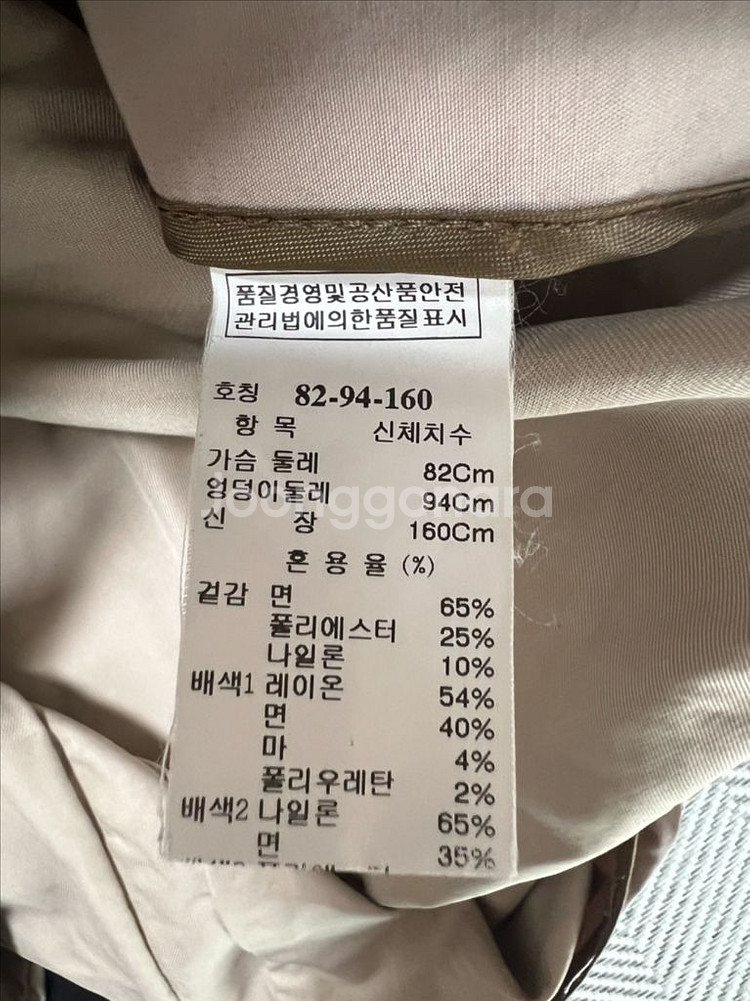 품질경영및공산품안전
관리법에의한품질표시
호칭 82-94-160
항 목 신체치수
가슴 둘레 82Cm
엉덩이둘레 94Cm
신 장 160Cm
혼 용 율 (%)
겉감 면 65%
폴리에스터 25%
나일론 10%
배색1 레이온 54%
면 40%
마 4%
폴리우레탄 2%
배색2 나일론 65%
면 35%
Joonggonara